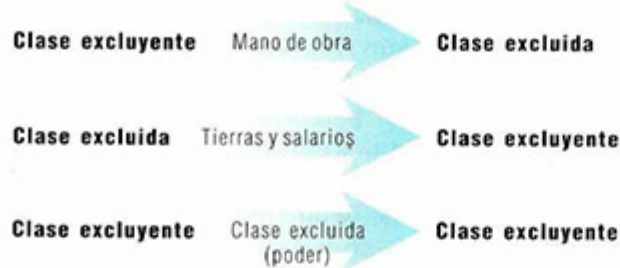 Clase excluyente Mano de obra Clase excluida
Clase excluida Tierras y salarios Clase excluyente
Clase excluyente Clase excluida Clase excluyente
(poder)